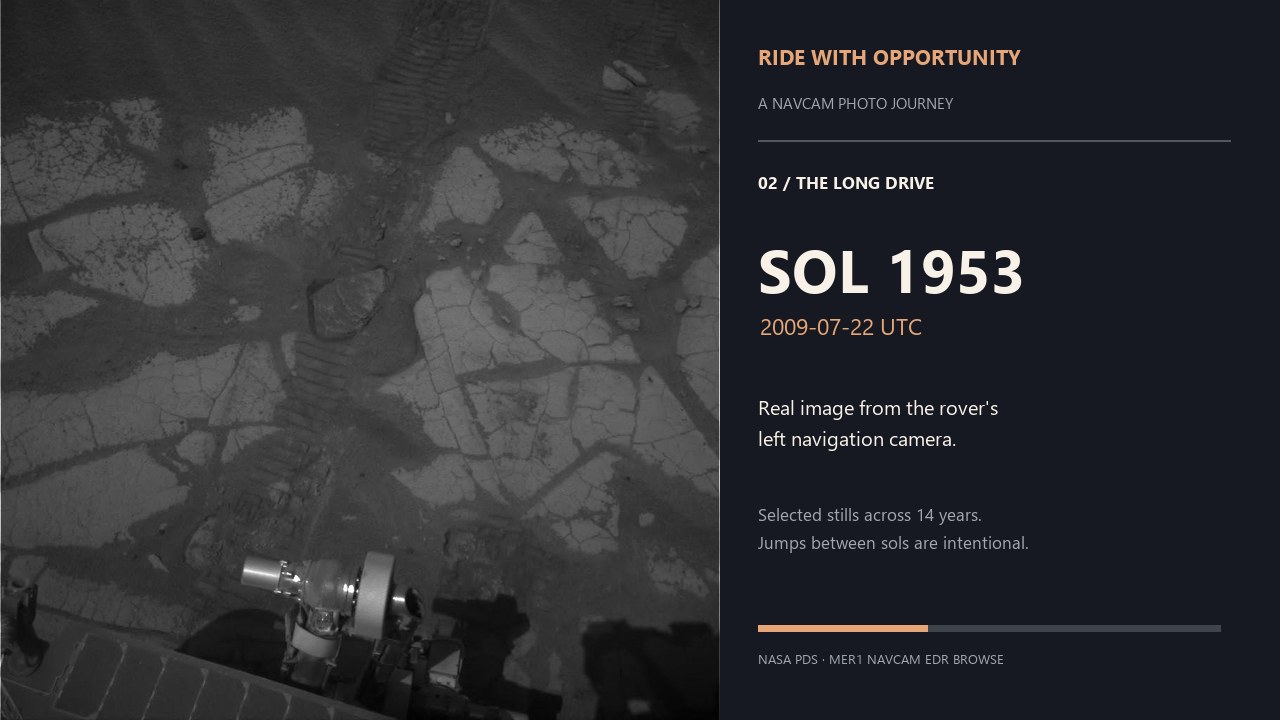 RIDE WITH OPPORTUNITY
A NAVCAM PHOTO JOURNEY
02 / THE LONG DRIVE
SOL 1953
2009-07-22 UTC
Real image from the rover's
left navigation camera.
Selected stills across 14 years.
Jumps between sols are intentional.
NASA PDS · MER1 NAVCAM EDR BROWSE